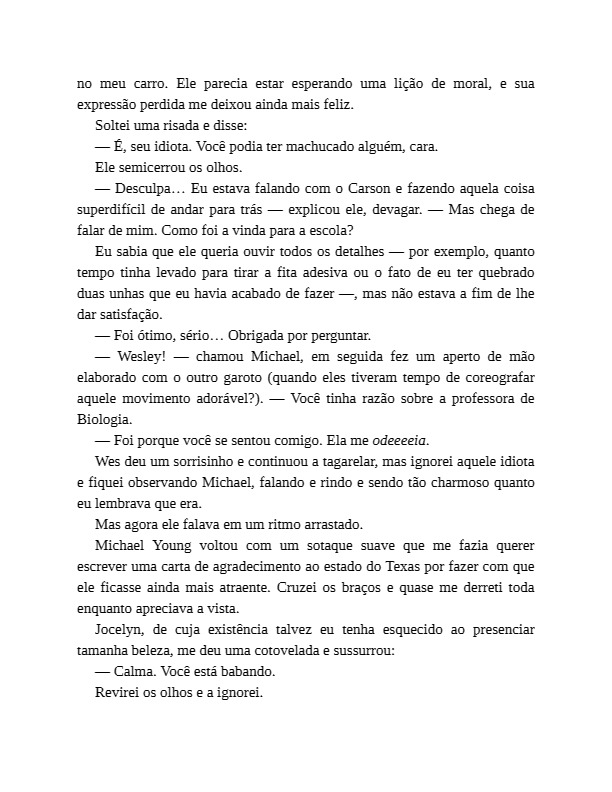 no meu carro. Ele parecia estar esperando uma lição de moral, e sua
expressão perdida me deixou ainda mais feliz.
Soltei uma risada e disse:
— É, seu idiota. Você podia ter machucado alguém, cara.
Ele semicerrou os olhos.
— Desculpa… Eu estava falando com o Carson e fazendo aquela coisa
superdifícil de andar para trás — explicou ele, devagar. — Mas chega de
falar de mim. Como foi a vinda para a escola?
Eu sabia que ele queria ouvir todos os detalhes — por exemplo, quanto
tempo tinha levado para tirar a fita adesiva ou o fato de eu ter quebrado
duas unhas que eu havia acabado de fazer —, mas não estava a fim de lhe
dar satisfação.
— Foi ótimo, sério… Obrigada por perguntar.
— Wesley! — chamou Michael, em seguida fez um aperto de mão
elaborado com o outro garoto (quando eles tiveram tempo de coreografar
aquele movimento adorável?). — Você tinha razão sobre a professora de
Biologia.
— Foi porque você se sentou comigo. Ela me odeeeeia.
Wes deu um sorrisinho e continuou a tagarelar, mas ignorei aquele idiota
e fiquei observando Michael, falando e rindo e sendo tão charmoso quanto
eu lembrava que era.
Mas agora ele falava em um ritmo arrastado.
Michael Young voltou com um sotaque suave que me fazia querer
escrever uma carta de agradecimento ao estado do Texas por fazer com que
ele ficasse ainda mais atraente. Cruzei os braços e quase me derreti toda
enquanto apreciava a vista.
Jocelyn, de cuja existência talvez eu tenha esquecido ao presenciar
tamanha beleza, me deu uma cotovelada e sussurrou:
— Calma. Você está babando.
Revirei os olhos e a ignorei.